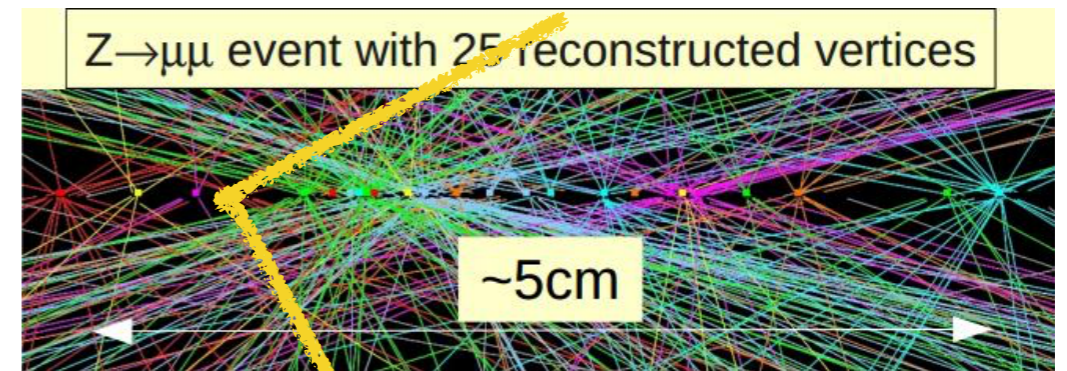 Z→μμ event with 25 reconstructed vertices
~5cm